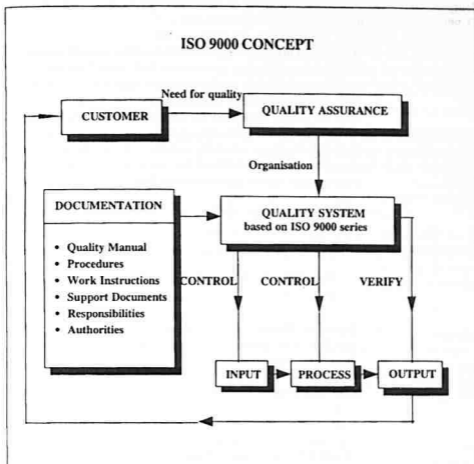 ISO 9000 CONCEPT
Need for quality
CUSTOMER
QUALITY ASSURANCE
Organisation
DOCUMENTATION
• Quality Manual
• Procedures
• Work Instructions
• Support Documents
• Responsibilities
• Authorities
QUALITY SYSTEM
based on ISO 9000 series
CONTROL
CONTROL
VERIFY
INPUT
PROCESS
OUTPUT